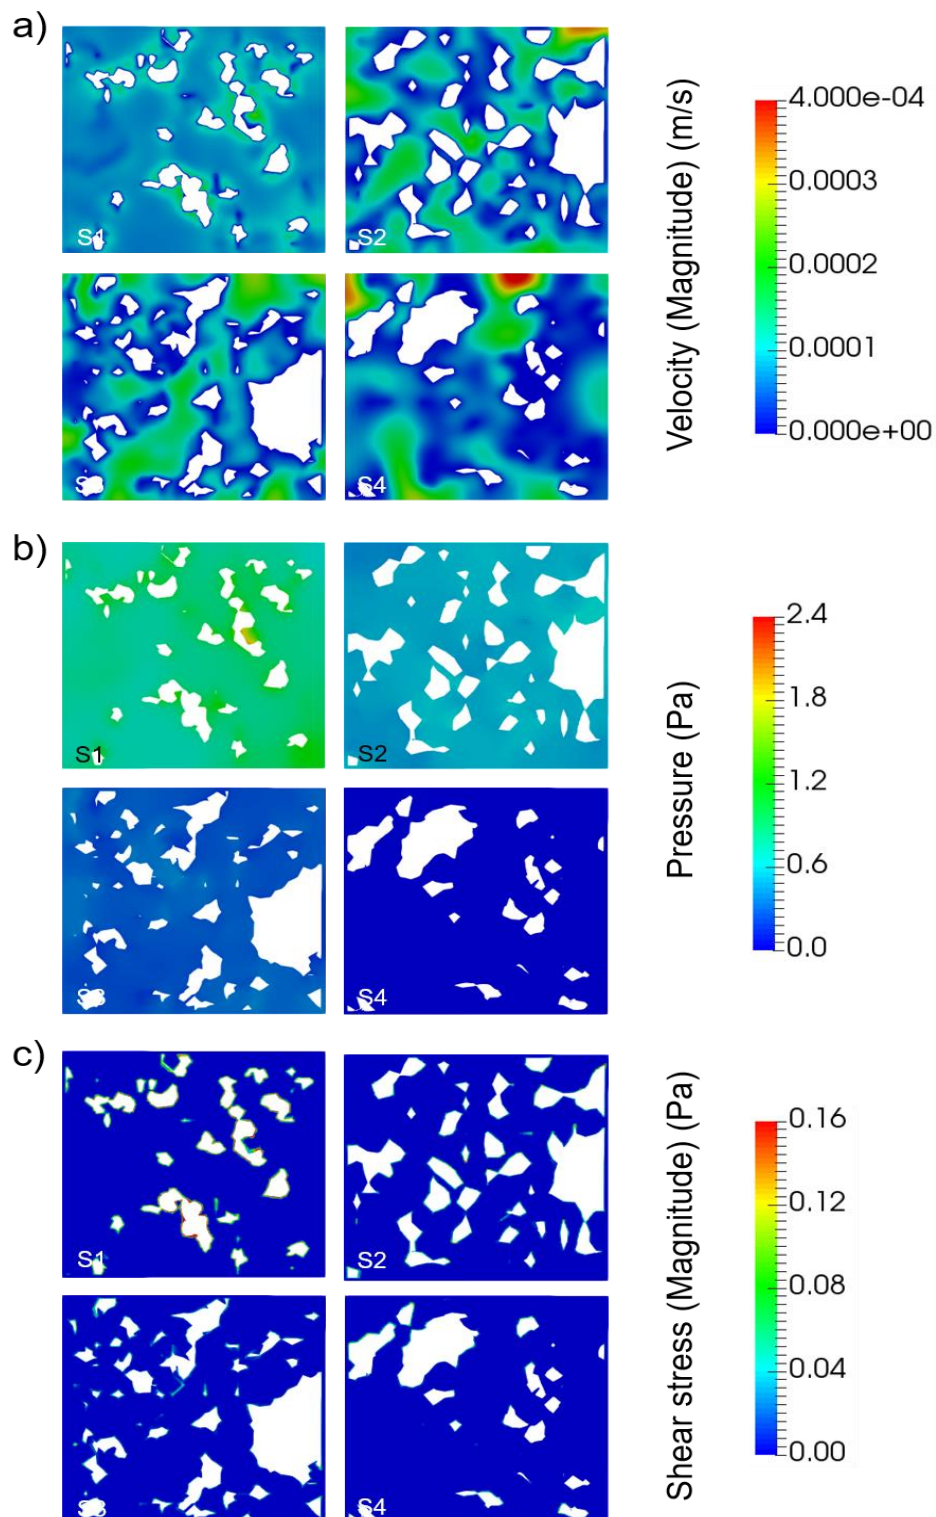 a)
S1
S2
S3
S4
Velocity (Magnitude) (m/s)
4.000e-04
0.0003
0.0002
0.0001
0.000e+00
b)
S1
S2
S3
S4
Pressure (Pa)
2.4
1.8
1.2
0.6
0.0
c)
S1
S2
S3
S4
Shear stress (Magnitude) (Pa)
0.16
0.12
0.08
0.04
0.00